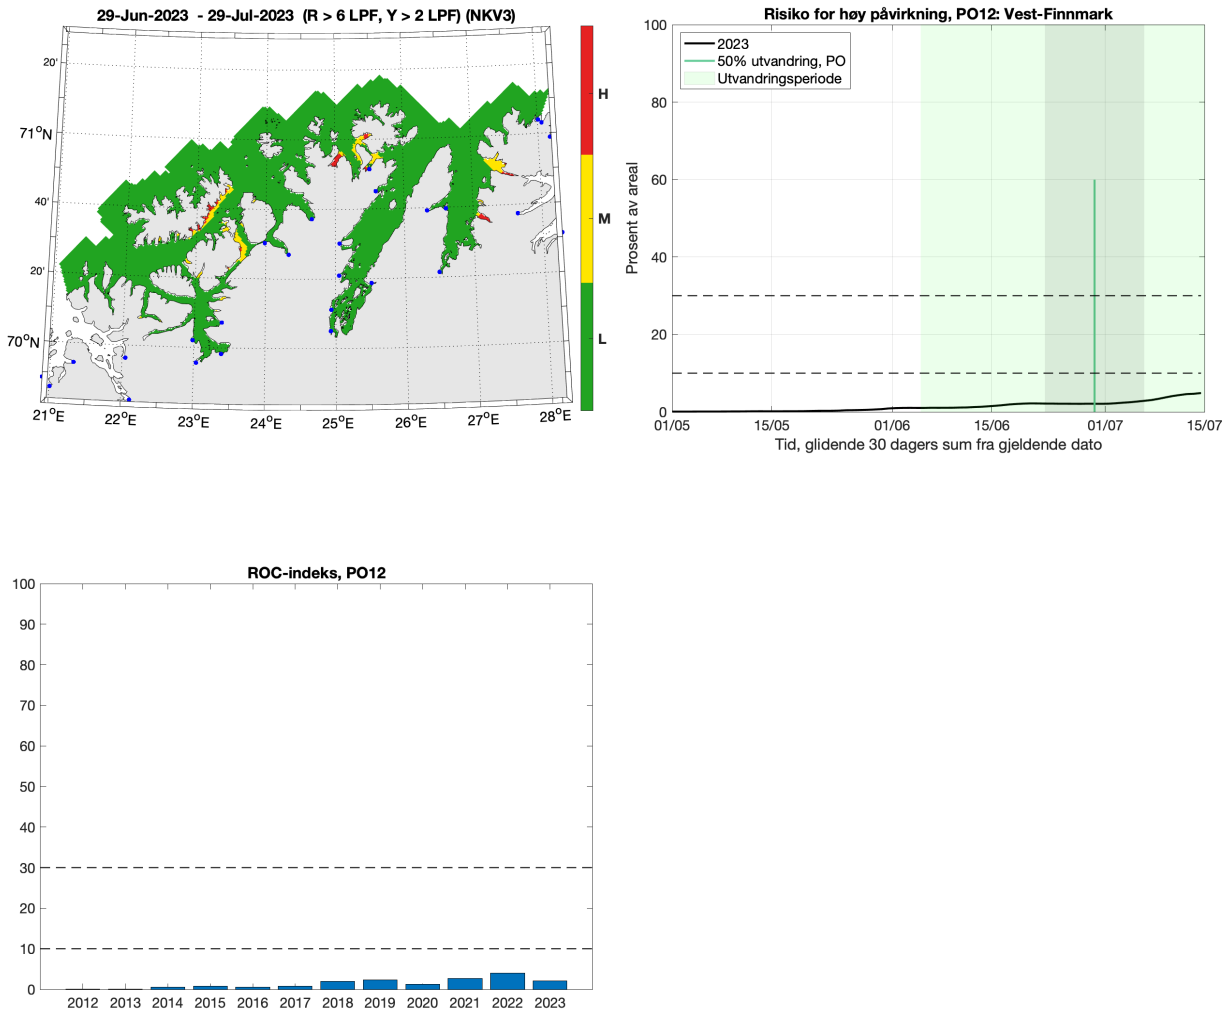 29-Jun-2023 - 29-Jul-2023 (R > 6 LPF, Y > 2 LPF) (NKV3)
20'
71°N
40'
20'
70°N
21°E 22°E 23°E 24°E 25°E 26°E 27°E 28°E
H
M
L
Risiko for høy påvirkning, PO12: Vest-Finnmark
2023
50% utvandring, PO
Utvandringsperiode
Prosent av areal
100
80
60
40
20
0
01/05 15/05 01/06 15/06 01/07 15/07
Tid, glidende 30 dagers sum fra gjeldende dato
ROC-indeks, PO12
100
90
80
70
60
50
40
30
20
10
0
2012 2013 2014 2015 2016 2017 2018 2019 2020 2021 2022 2023